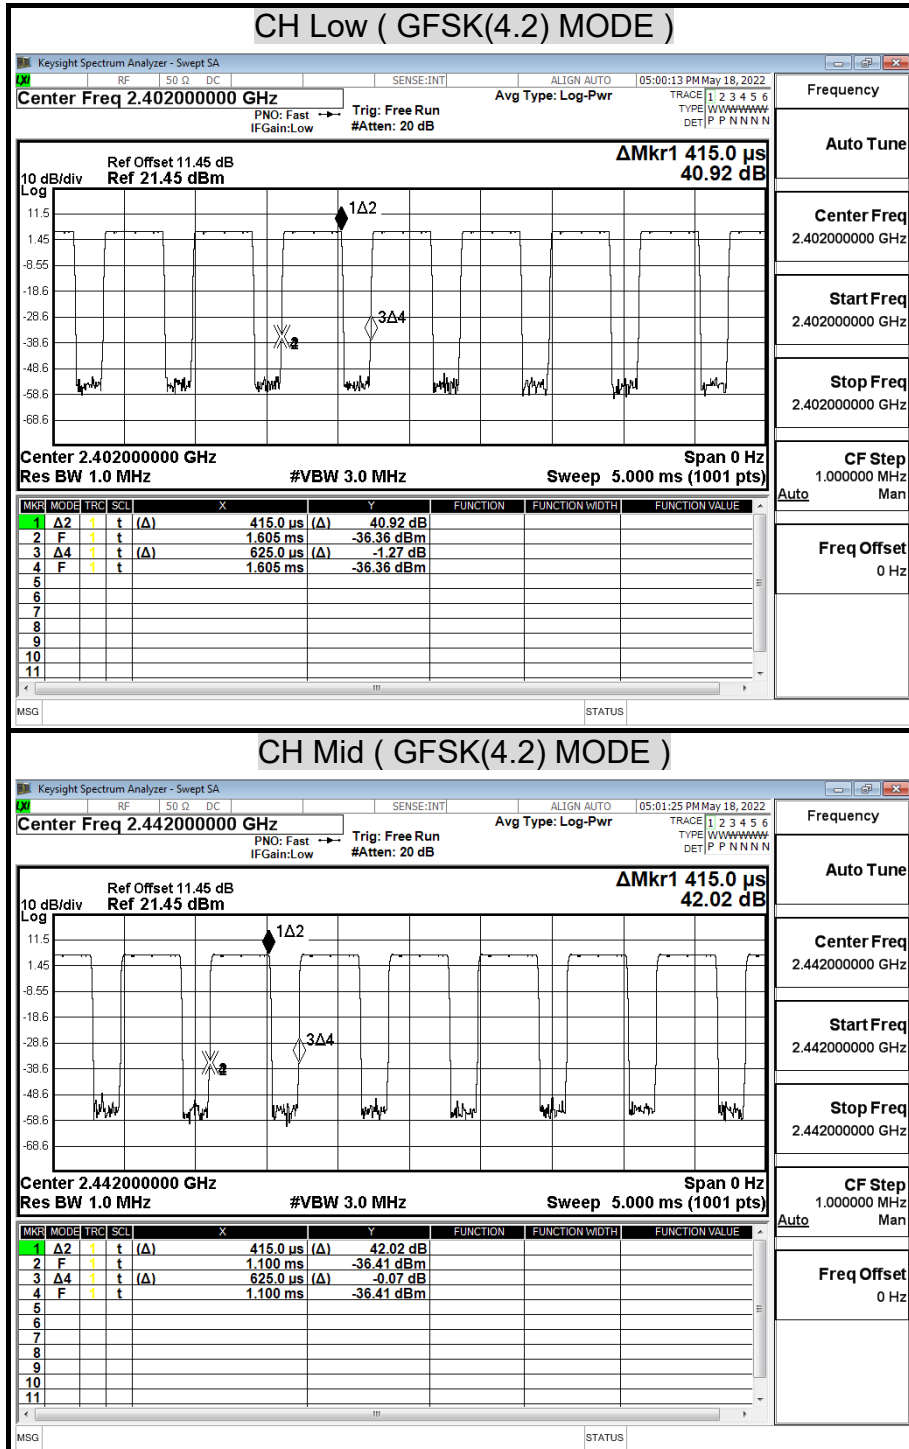 CH Low ( GFSK(4.2) MODE )
Keysight Spectrum Analyzer - Swept SA
LXI RF 50 Ω DC SENSE:INT ALIGN AUTO 05:00:13 PM May 18, 2022
Center Freq 2.402000000 GHz
PNO: Fast
IFGain:Low
Trig: Free Run
#Atten: 20 dB
Avg Type: Log-Pwr
TRACE 1 2 3 4 5 6
TYPE WWWWWW
DET P P N N N N
ΔMkr1 415.0 µs
40.92 dB
Ref Offset 11.45 dB
10 dB/div Ref 21.45 dBm
Log
11.5
1.45
-8.55
-18.6
-28.6
-38.6
-48.6
-58.6
-68.6
1Δ2
3Δ4
Center 2.402000000 GHz Span 0 Hz
Res BW 1.0 MHz #VBW 3.0 MHz Sweep 5.000 ms (1001 pts)
MKR MODE TRC SCL X Y FUNCTION FUNCTION WIDTH FUNCTION VALUE
1 Δ2 1 t (Δ) 415.0 µs (Δ) 40.92 dB
2 F 1 t 1.605 ms -36.36 dBm
3 Δ4 1 t (Δ) 625.0 µs (Δ) -1.27 dB
4 F 1 t 1.605 ms -36.36 dBm
5
6
7
8
9
10
11
MSG STATUS
Frequency
Auto Tune
Center Freq
2.402000000 GHz
Start Freq
2.402000000 GHz
Stop Freq
2.402000000 GHz
CF Step
1.000000 MHz
Auto Man
Freq Offset
0 Hz
CH Mid ( GFSK(4.2) MODE )
Keysight Spectrum Analyzer - Swept SA
LXI RF 50 Ω DC SENSE:INT ALIGN AUTO 05:01:25 PM May 18, 2022
Center Freq 2.442000000 GHz
PNO: Fast
IFGain:Low
Trig: Free Run
#Atten: 20 dB
Avg Type: Log-Pwr
TRACE 1 2 3 4 5 6
TYPE WWWWWW
DET P P N N N N
ΔMkr1 415.0 µs
42.02 dB
Ref Offset 11.45 dB
10 dB/div Ref 21.45 dBm
Log
11.5
1.45
-8.55
-18.6
-28.6
-38.6
-48.6
-58.6
-68.6
1Δ2
3Δ4
Center 2.442000000 GHz Span 0 Hz
Res BW 1.0 MHz #VBW 3.0 MHz Sweep 5.000 ms (1001 pts)
MKR MODE TRC SCL X Y FUNCTION FUNCTION WIDTH FUNCTION VALUE
1 Δ2 1 t (Δ) 415.0 µs (Δ) 42.02 dB
2 F 1 t 1.100 ms -36.41 dBm
3 Δ4 1 t (Δ) 625.0 µs (Δ) -0.07 dB
4 F 1 t 1.100 ms -36.41 dBm
5
6
7
8
9
10
11
MSG STATUS
Frequency
Auto Tune
Center Freq
2.442000000 GHz
Start Freq
2.442000000 GHz
Stop Freq
2.442000000 GHz
CF Step
1.000000 MHz
Auto Man
Freq Offset
0 Hz